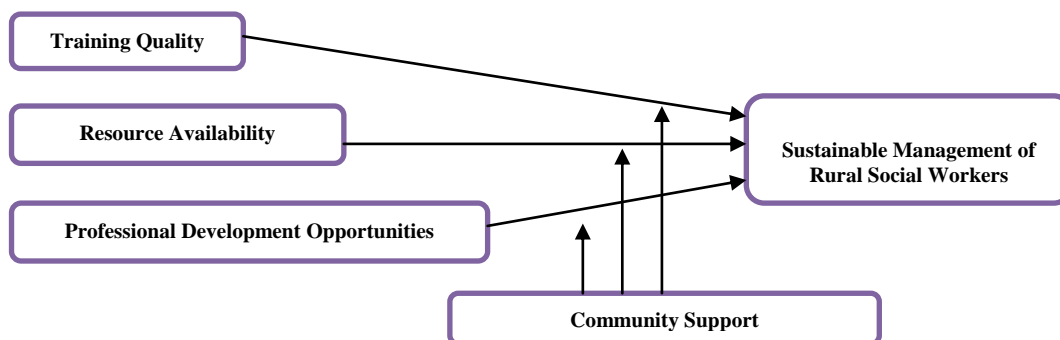 Training Quality
Resource Availability
Sustainable Management of
Rural Social Workers
Professional Development Opportunities
Community Support